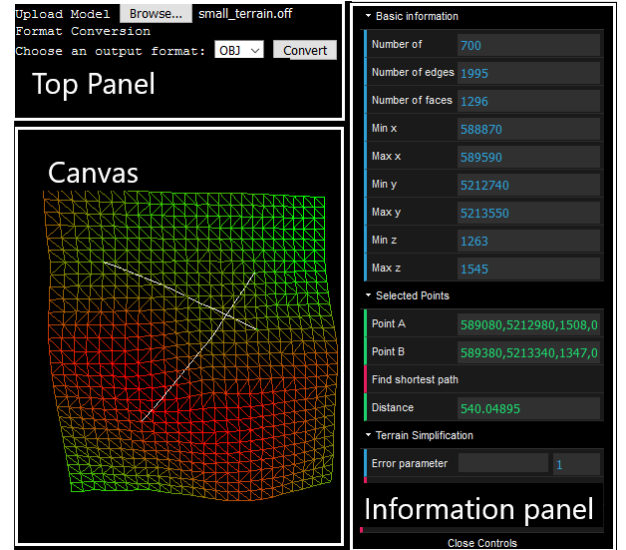 Upload Model Browse... small_terrain.off
Format Conversion
Choose an output format: OBJ Convert
Top Panel
Canvas
Basic information
Number of 700
Number of edges 1995
Number of faces 1296
Min x 588870
Max x 589590
Min y 5212740
Max y 5213550
Min z 1263
Max z 1545
Selected Points
Point A 589080,5212980,1508,0
Point B 589380,5213340,1347,0
Find shortest path
Distance 540.04895
Terrain Simplification
Error parameter 1
Information panel
Close Controls